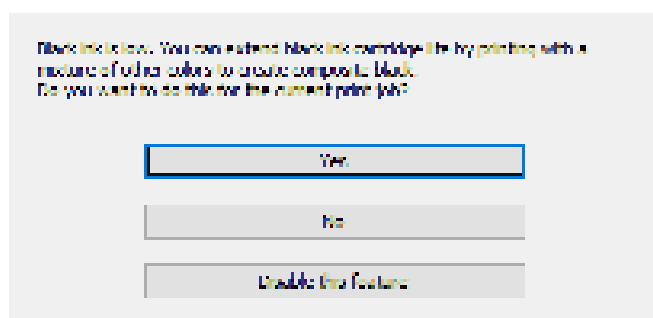 Black ink is low. You can extend black ink cartridge life by printing with a
mixture of other colors to create composite black.
Do you want to do this for the current print job?
Yes
No
Disable this feature